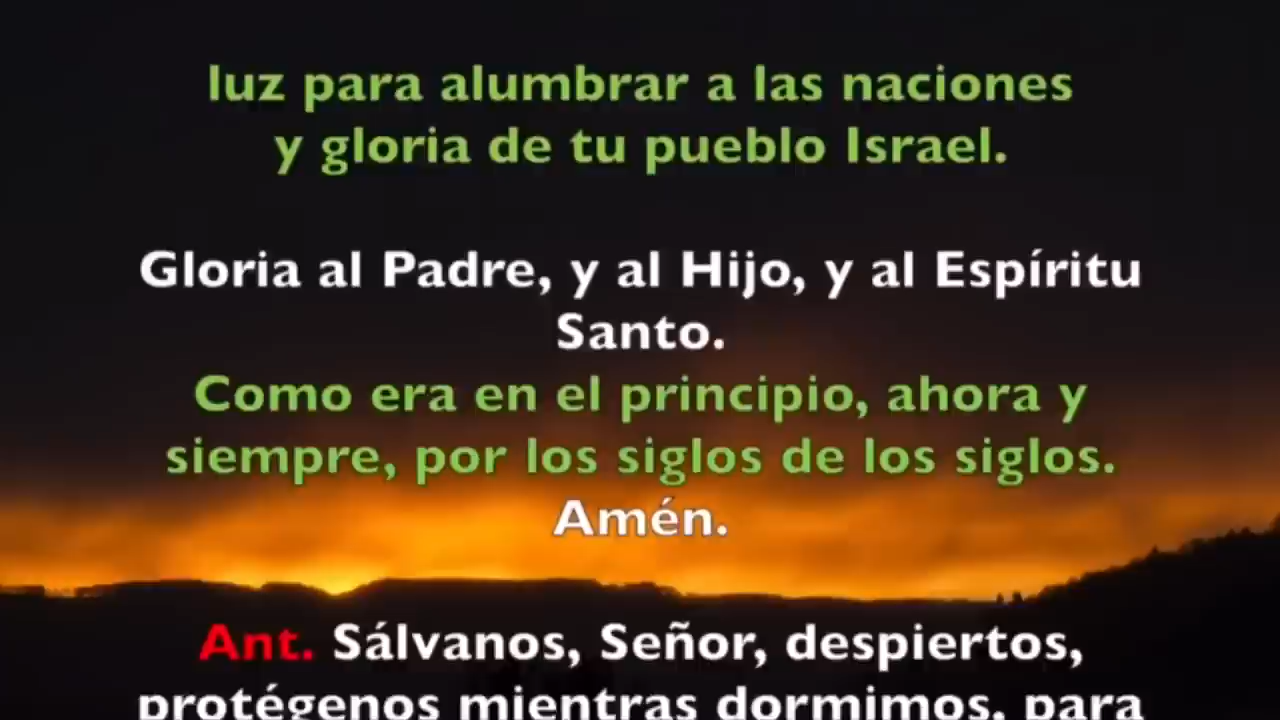 luz para alumbrar a las naciones
y gloria de tu pueblo Israel.
Gloria al Padre, y al Hijo, y al Espíritu
Santo.
Como era en el principio, ahora y
siempre, por los siglos de los siglos.
Amén.
Ant. Sálvanos, Señor, despiertos,
protégenos mientras dormimos, para